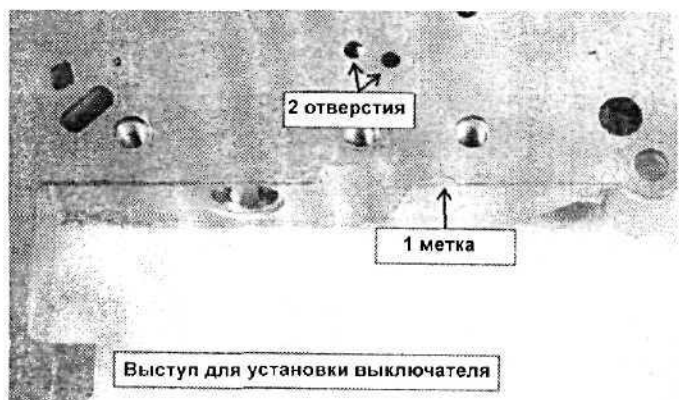 2 отверстия
1 метка
Выступ для установки выключателя